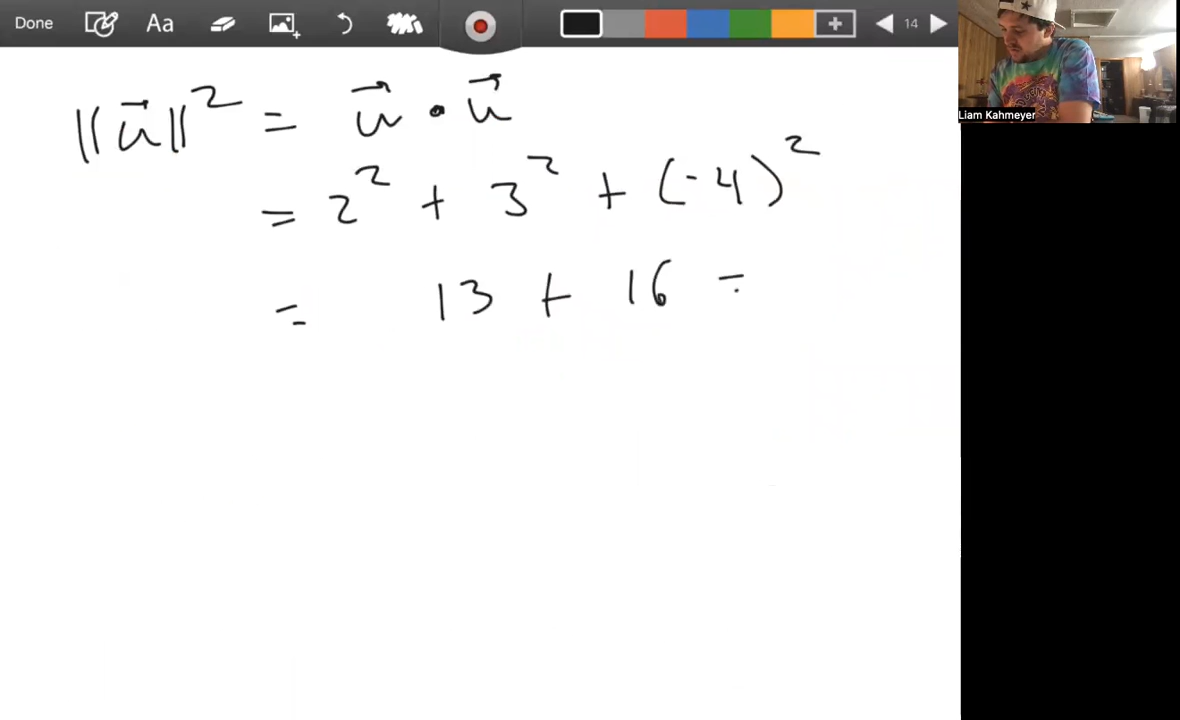 Done Aa 14
‖u⃗‖² = u⃗ • u⃗
= 2² + 3² + (-4)²
= 13 + 16 =
Liam Kahmeyer